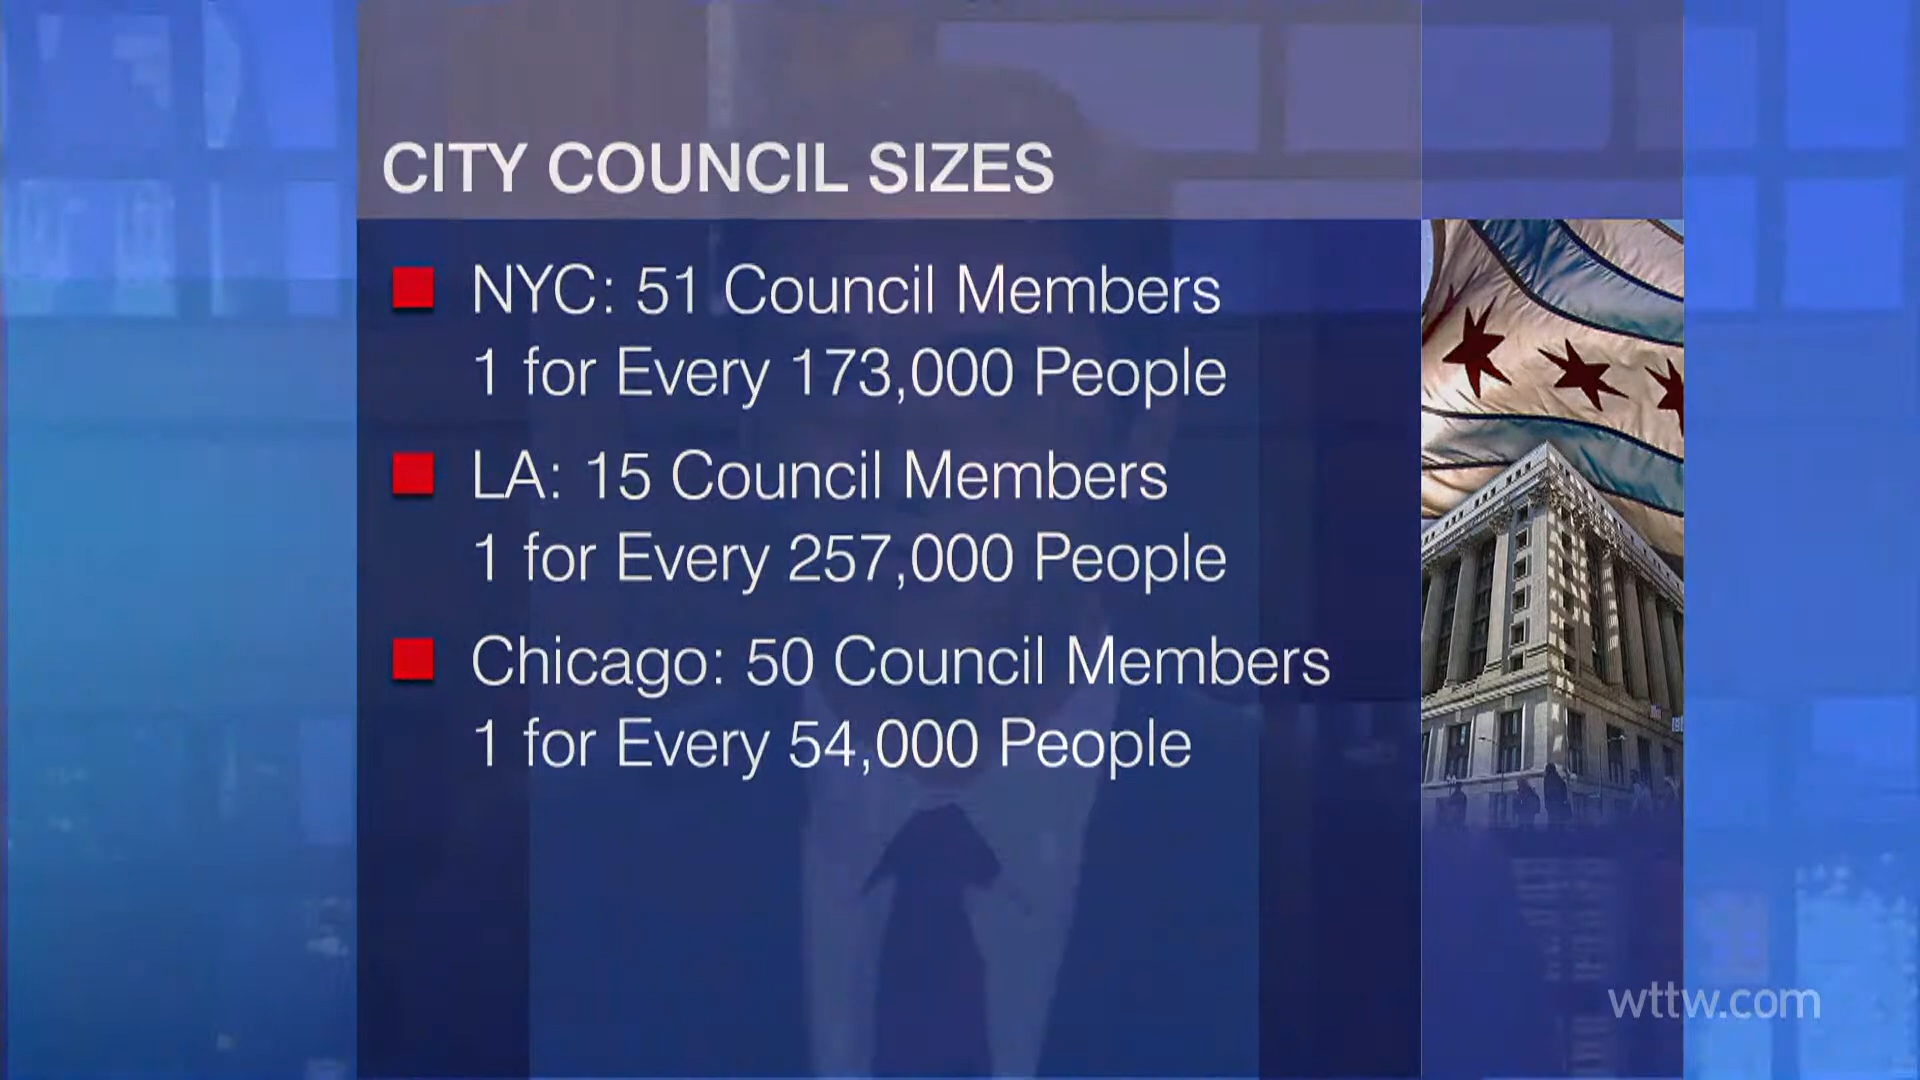 CITY COUNCIL SIZES
NYC: 51 Council Members
1 for Every 173,000 People
LA: 15 Council Members
1 for Every 257,000 People
Chicago: 50 Council Members
1 for Every 54,000 People
wttw.com